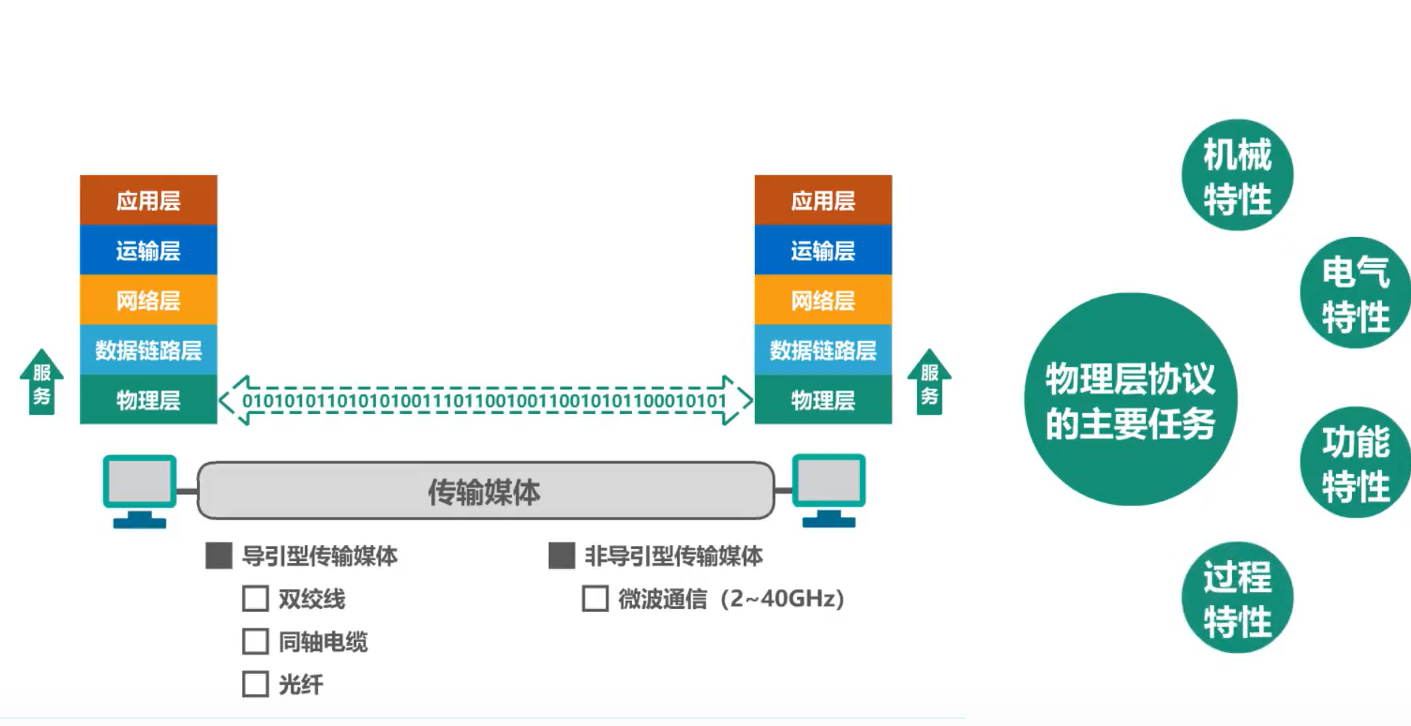 应用层
运输层
网络层
数据链路层
物理层
服
务
应用层
运输层
网络层
数据链路层
物理层
服
务
010101011010101001110110010011001010110001​0101
传输媒体
导引型传输媒体
双绞线
同轴电缆
光纤
非导引型传输媒体
微波通信（2~40GHz）
物理层协议
的主要任务
机械
特性
电气
特性
功能
特性
过程
特性